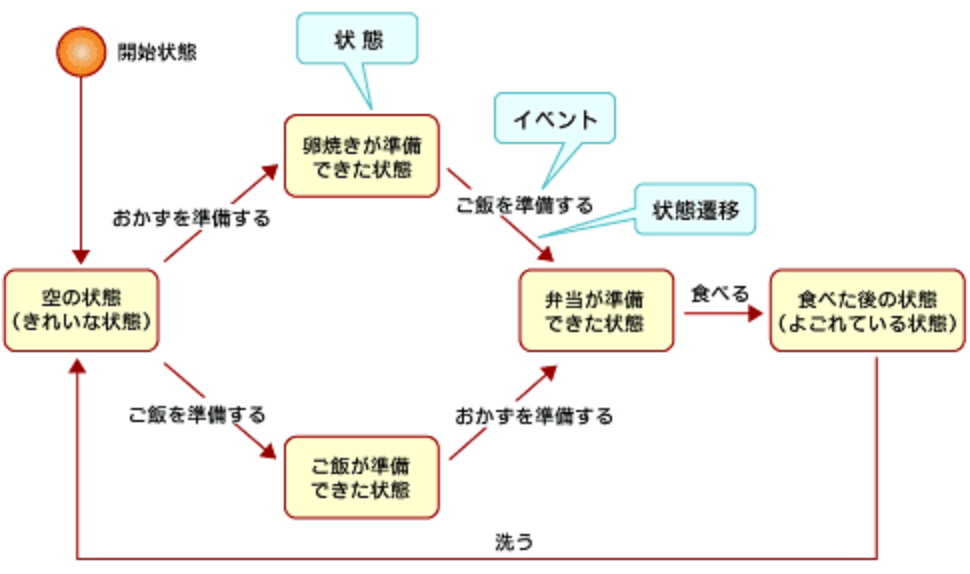 開始状態
状態
イベント
卵焼きが準備
できた状態
おかずを準備する
ご飯を準備する
状態遷移
空の状態
(きれいな状態)
弁当が準備
できた状態
食べる
食べた後の状態
(よごれている状態)
ご飯を準備する
おかずを準備する
ご飯が準備
できた状態
洗う